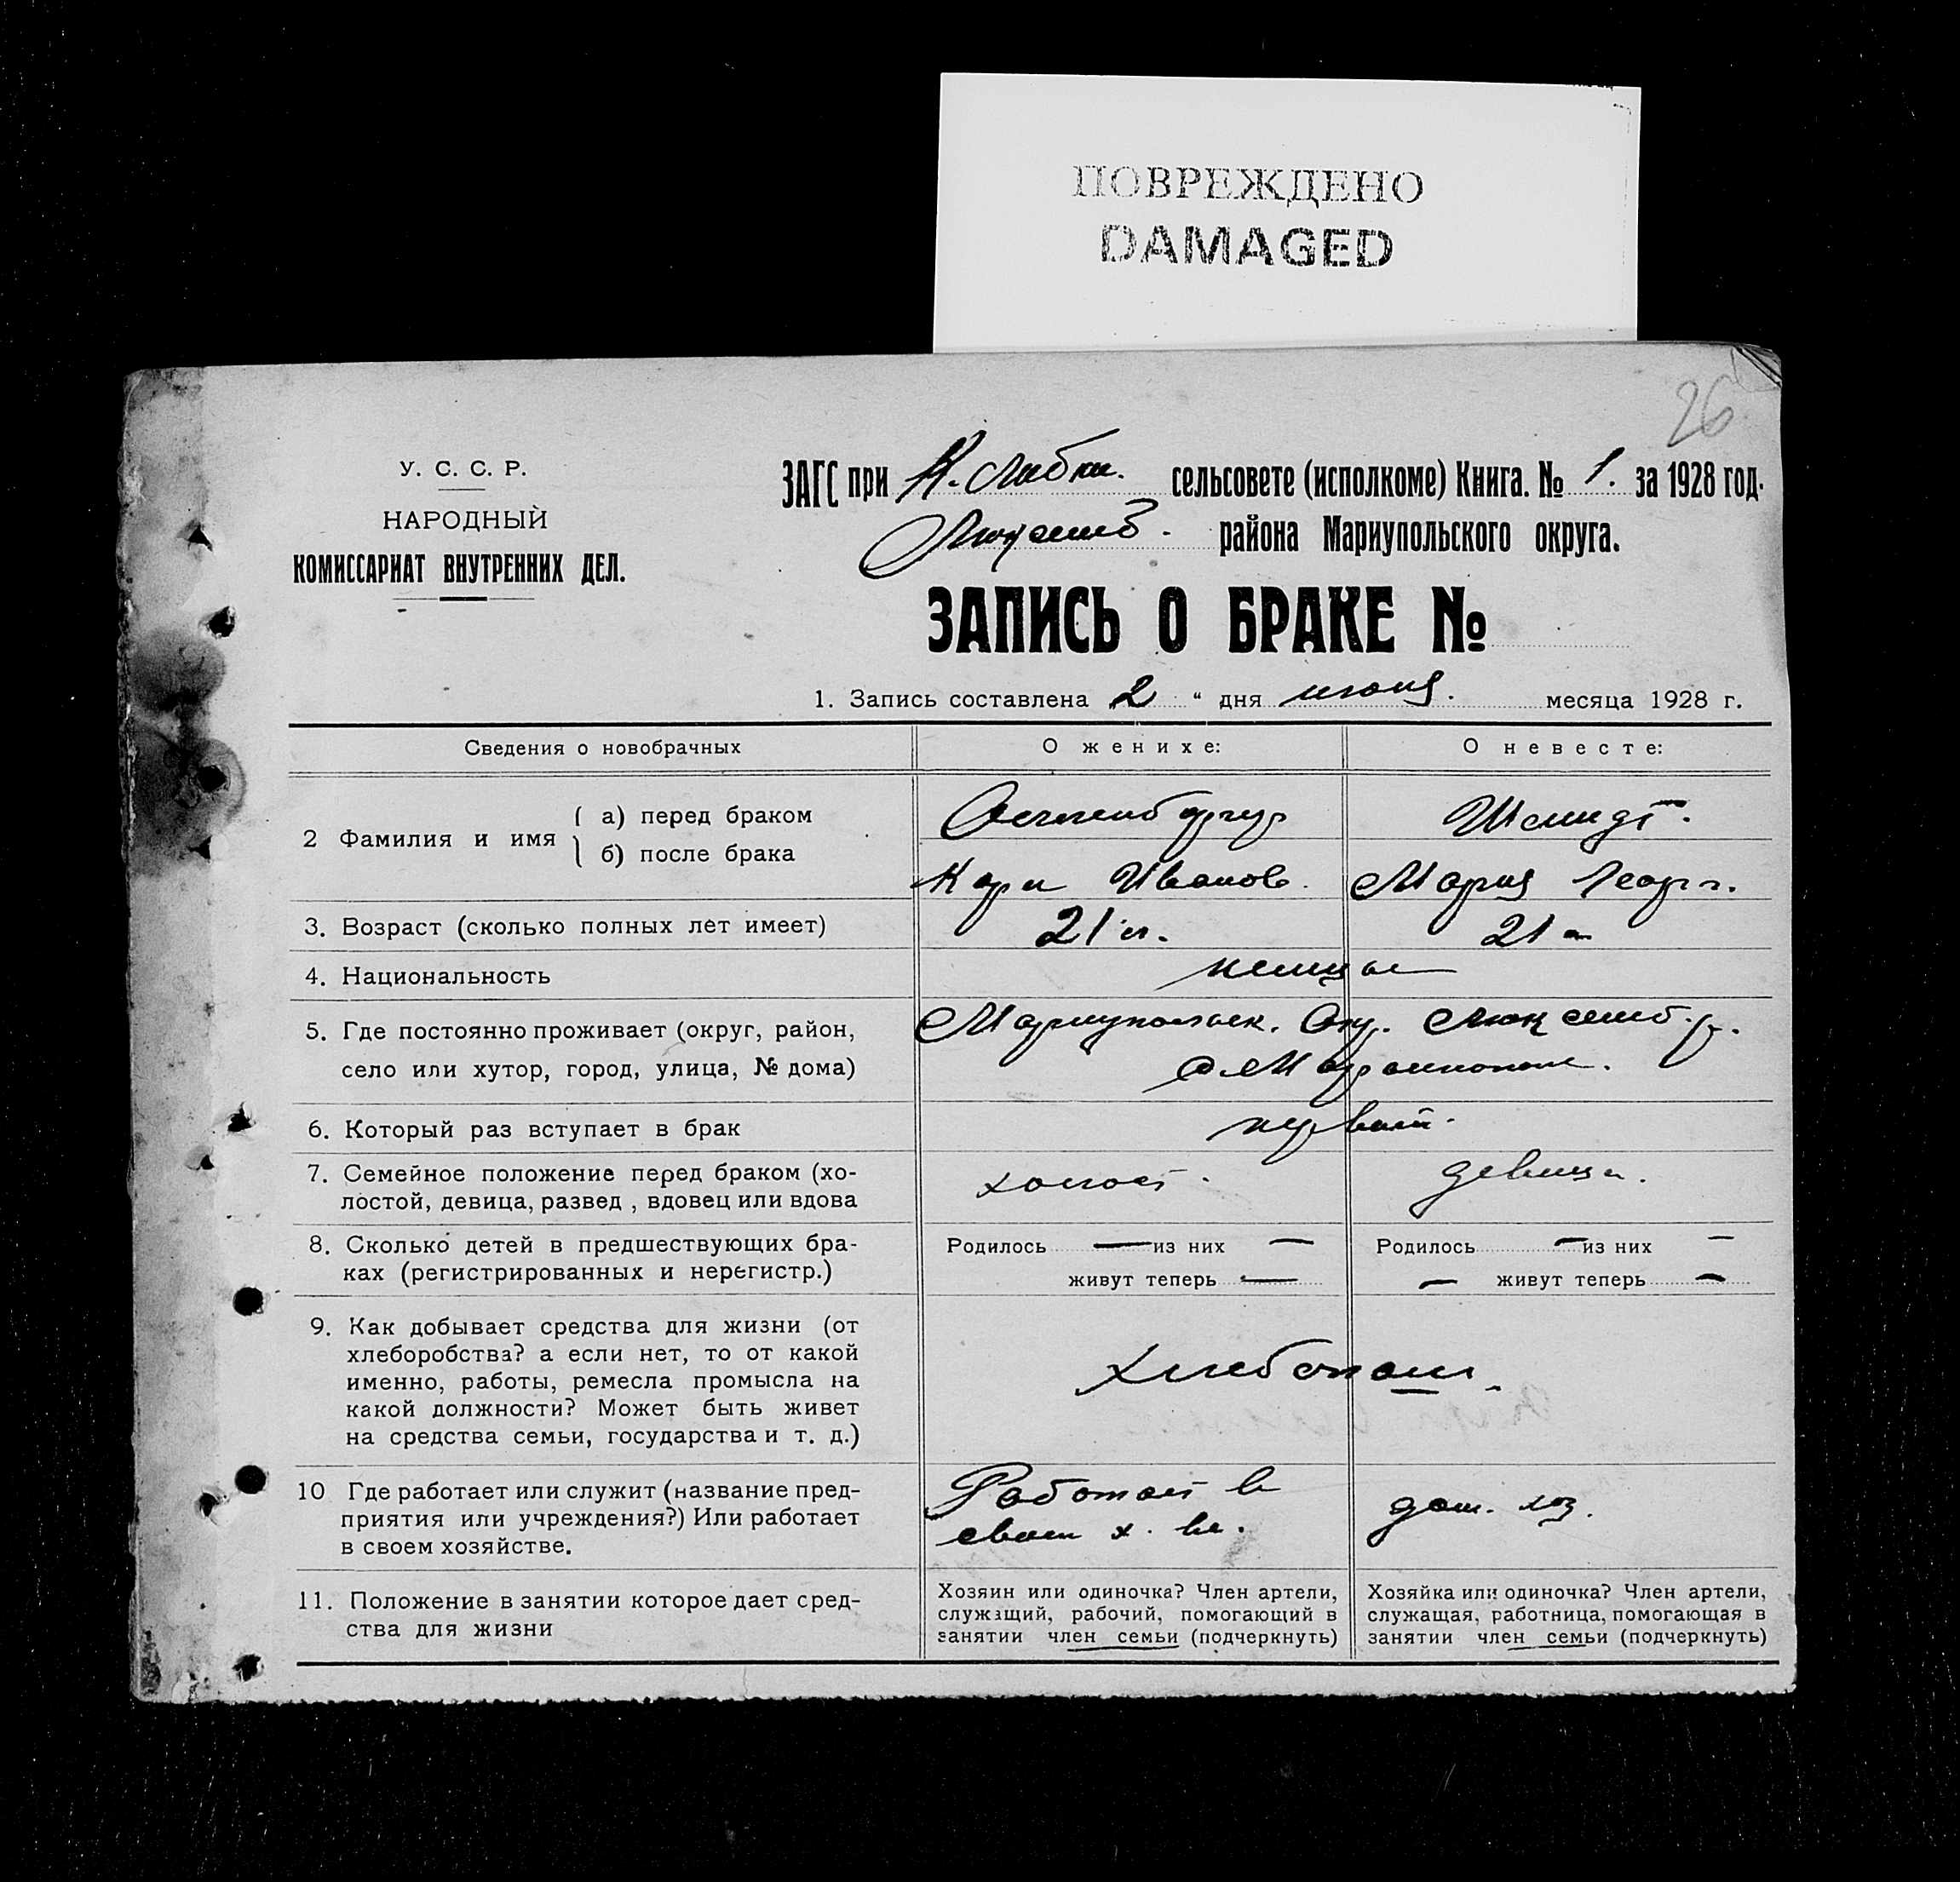 ПОВРЕЖДЕНО
DAMAGED
26
У. С. С. Р.
НАРОДНЫЙ
КОМИССАРИАТ ВНУТРЕННИХ ДЕЛ.
ЗАГС при сельсовете (исполкоме) Книга. № 1. за 1928 год.
Люксемб. района Мариупольского округа.
ЗАПИСЬ О БРАКЕ №
1. Запись составлена 2 " дня июня. месяца 1928 г.
Сведения о новобрачных О женихе: О невесте:
2 Фамилия и имя
а) перед браком Шмидт.
б) после брака Карл Иванов. Мария Георг.
3. Возраст (сколько полных лет имеет) 21 л. 21
4. Национальность немцы
5. Где постоянно проживает (округ, район, Мариупольск. Окр. Люксемб. р.
село или хутор, город, улица, № дома)
6. Который раз вступает в брак первый.
7. Семейное положение перед браком (хо- холост. девица.
лостой, девица, развед , вдовец или вдова
8. Сколько детей в предшествующих бра- Родилось — из них — Родилось — из них —
ках (регистрированных и нерегистр.) живут теперь — — живут теперь —
9. Как добывает средства для жизни (от
хлеборобства? а если нет, то от какой
именно, работы, ремесла промысла на хлебопаш.
какой должности? Может быть живет
на средства семьи, государства и т. д.)
10 Где работает или служит (название пред- Работает в дом. хоз.
приятия или учреждения?) Или работает своем х. ве.
в своем хозяйстве.
11. Положение в занятии которое дает сред-
ства для жизни
Хозяин или одиночка? Член артели,
служащий, рабочий, помогающий в
занятии член семьи (подчеркнуть)
Хозяйка или одиночка? Член артели,
служащая, работница, помогающая в
занятии член семьи (подчеркнуть)